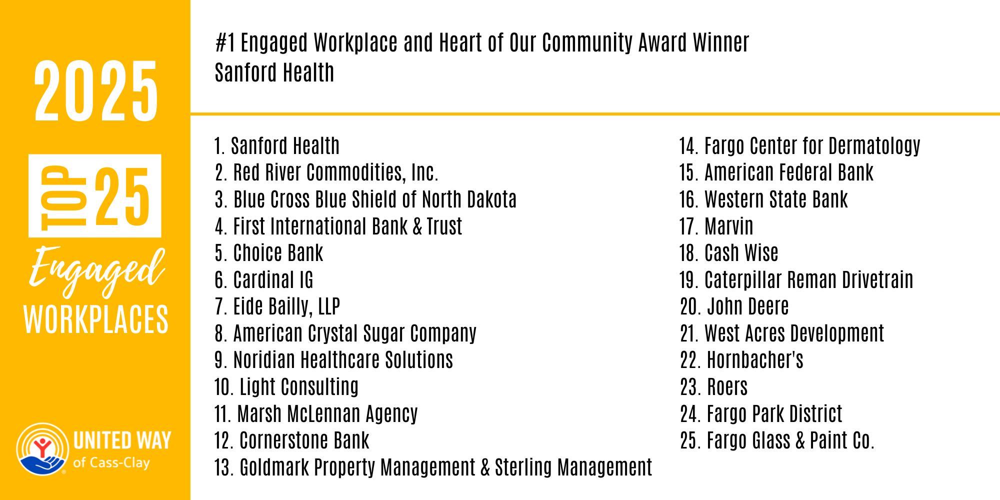 2025
TOP 25
Engaged
WORKPLACES
UNITED WAY
of Cass-Clay
#1 Engaged Workplace and Heart of Our Community Award Winner
Sanford Health
1. Sanford Health
2. Red River Commodities, Inc.
3. Blue Cross Blue Shield of North Dakota
4. First International Bank & Trust
5. Choice Bank
6. Cardinal IG
7. Eide Bailly, LLP
8. American Crystal Sugar Company
9. Noridian Healthcare Solutions
10. Light Consulting
11. Marsh McLennan Agency
12. Cornerstone Bank
13. Goldmark Property Management & Sterling Management
14. Fargo Center for Dermatology
15. American Federal Bank
16. Western State Bank
17. Marvin
18. Cash Wise
19. Caterpillar Reman Drivetrain
20. John Deere
21. West Acres Development
22. Hornbacher's
23. Roers
24. Fargo Park District
25. Fargo Glass & Paint Co.